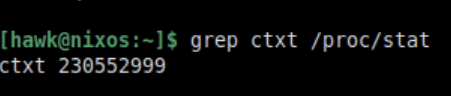 [hawk@nixos:~]$ grep ctxt /proc/stat
ctxt 230552999